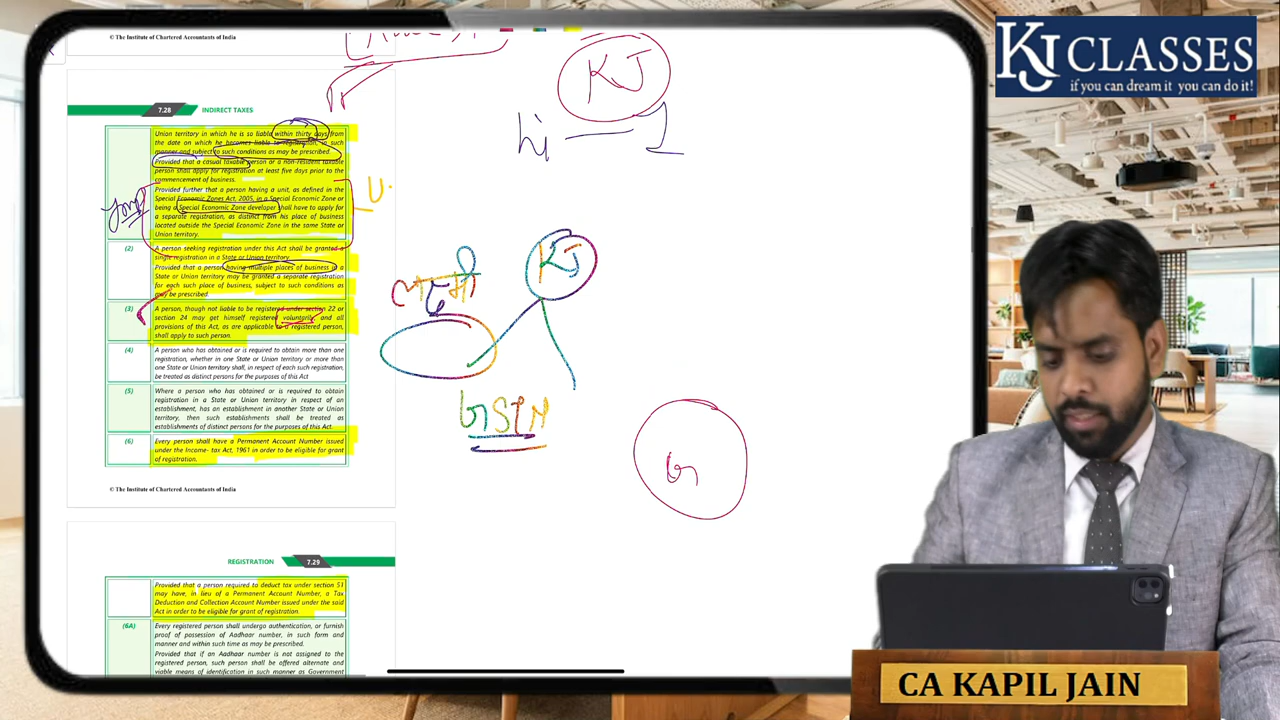 © The Institute of Chartered Accountants of India
KJ
hi
7.28 INDIRECT TAXES
Union territory in which he is so liable within thirty days from
the date on which he becomes liable to registration, in such
manner and subject to such conditions as may be prescribed.
Provided that a casual taxable person or a non-resident taxable
person shall apply for registration at least five days prior to the
commencement of business.
Provided further that a person having a unit, as defined in the
Special Economic Zones Act, 2005, in a Special Economic Zone or
being a Special Economic Zone developer shall have to apply for
a separate registration, as distinct from his place of business
located outside the Special Economic Zone in the same State or
Union territory.
(2) A person seeking registration under this Act shall be granted a
single registration in a State or Union territory.
Provided that a person having multiple places of business in a
State or Union territory may be granted a separate registration
for each such place of business, subject to such conditions as
may be prescribed.
(3) A person, though not liable to be registered under section 22 or
section 24 may get himself registered voluntarily, and all
provisions of this Act, as are applicable to a registered person,
shall apply to such person.
(4) A person who has obtained or is required to obtain more than one
registration, whether in one State or Union territory or more than
one State or Union territory shall, in respect of each such registration,
be treated as distinct persons for the purposes of this Act
(5) Where a person who has obtained or is required to obtain
registration in a State or Union territory in respect of an
establishment, has an establishment in another State or Union
territory, then such establishments shall be treated as
establishments of distinct persons for the purposes of this Act.
(6) Every person shall have a Permanent Account Number issued
under the Income- tax Act, 1961 in order to be eligible for grant
of registration.
KJ
GSTN
G
© The Institute of Chartered Accountants of India
REGISTRATION 7.29
Provided that a person required to deduct tax under section 51
may have, in lieu of a Permanent Account Number, a Tax
Deduction and Collection Account Number issued under the said
Act in order to be eligible for grant of registration.
(6A) Every registered person shall undergo authentication, or furnish
proof of possession of Aadhaar number, in such form and
manner and within such time as may be prescribed.
Provided that if an Aadhaar number is not assigned to the
registered person, such person shall be offered alternate and
viable means of identification in such manner as Government
KJ CLASSES
if you can dream it you can do it!
CA KAPIL JAIN